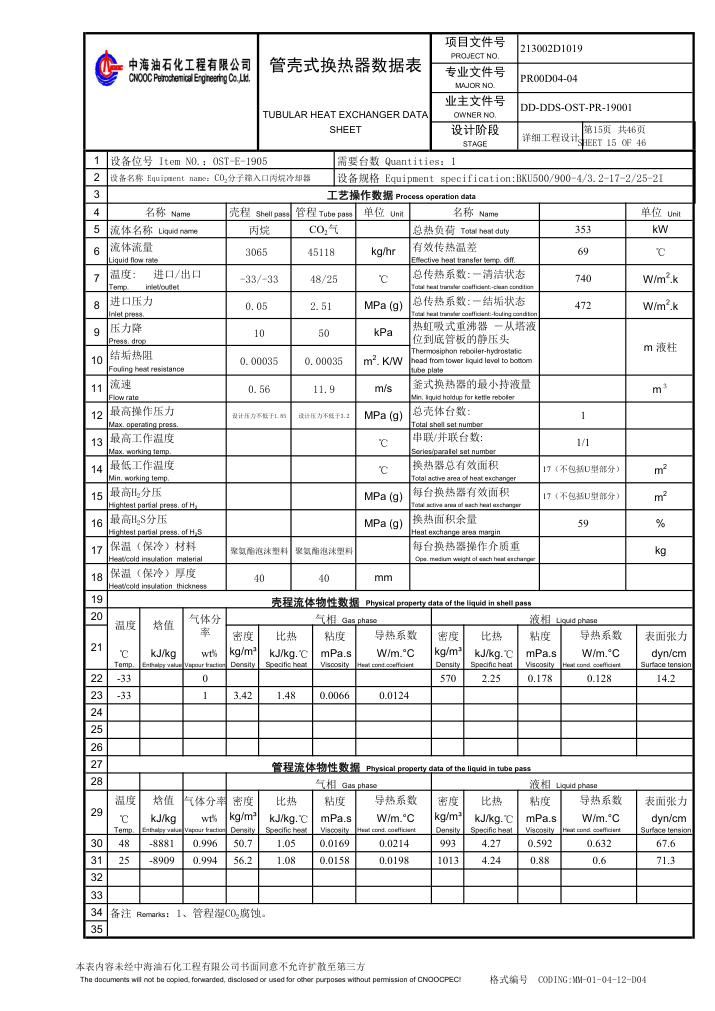 中海油石化工程有限公司
CNOOC Petrochemical Engineering Co.,Ltd.
管壳式换热器数据表
TUBULAR HEAT EXCHANGER DATA
SHEET
项目文件号
PROJECT NO.
213002D1019
专业文件号
MAJOR NO.
PR00D04-04
业主文件号
OWNER NO.
DD-DDS-OST-PR-19001
设计阶段
STAGE
详细工程设计
第15页 共46页
SHEET 15 OF 46
1 设备位号 Item NO.：OST-E-1905 需要台数 Quantities：1
2 设备名称 Equipment name：CO2分子筛入口丙烷冷却器 设备规格 Equipment specification:BKU500/900-4/3.2-17-2/25-2I
3 工艺操作数据 Process operation data
4 名称 Name 壳程 Shell pass 管程 Tube pass 单位 Unit 名称 Name 单位 Unit
5 流体名称 Liquid name 丙烷 CO2气 总热负荷 Total heat duty 353 kW
6 流体流量 3065 45118 kg/hr 有效传热温差 69 ℃
Liquid flow rate Effective heat transfer temp. diff.
7 温度: 进口/出口 -33/-33 48/25 ℃ 总传热系数:－清洁状态 740 W/m2.k
Temp. inlet/outlet Total heat transfer coefficient:-clean condition
8 进口压力 0.05 2.51 MPa (g) 总传热系数:－结垢状态 472 W/m2.k
Inlet press. Total heat transfer coefficient:-fouling condition
9 压力降 10 50 kPa 热虹吸式重沸器 －从塔液
Press. drop 位到底管板的静压头 m 液柱
10 结垢热阻 0.00035 0.00035 m2. K/W Thermosiphon reboiler-hydrostatic
Fouling heat resistance head from tower liquid level to bottom
tube plate
11 流速 0.56 11.9 m/s 釜式换热器的最小持液量 m3
Flow rate Min. liquid holdup for kettle reboiler
12 最高操作压力 设计压力不低于1.85 设计压力不低于3.2 MPa (g) 总壳体台数: 1
Max. operating press. Total shell set number
13 最高工作温度 ℃ 串联/并联台数: 1/1
Max. working temp. Series/parallel set number
14 最低工作温度 ℃ 换热器总有效面积 17（不包括U型部分） m2
Min. working temp. Total active area of heat exchanger
15 最高H2分压 MPa (g) 每台换热器有效面积 17（不包括U型部分） m2
Hightest partial press. of H2 Total active area of each heat exchanger
16 最高H2S分压 MPa (g) 换热面积余量 59 %
Hightest partial press. of H2S Heat exchange area margin
17 保温（保冷）材料 聚氨酯泡沫塑料 聚氨酯泡沫塑料 每台换热器操作介质重 kg
Heat/cold insulation material Ope. medium weight of each heat exchanger
18 保温（保冷）厚度 40 40 mm
Heat/cold insulation thickness
19 壳程流体物性数据 Physical property data of the liquid in shell pass
20 温度 焓值 气体分率 气相 Gas phase 液相 Liquid phase
21 密度 比热 粘度 导热系数 密度 比热 粘度 导热系数 表面张力
℃ kJ/kg wt% kg/m³ kJ/kg.℃ mPa.s W/m.°C kg/m³ kJ/kg.℃ mPa.s W/m.°C dyn/cm
Temp. Enthalpy value Vapour fraction Density Specific heat Viscosity Heat cond.coefficient Density Specific heat Viscosity Heat cond. coefficient Surface tension
22 -33 0 570 2.25 0.178 0.128 14.2
23 -33 1 3.42 1.48 0.0066 0.0124
24
25
26
27 管程流体物性数据 Physical property data of the liquid in tube pass
28 气相 Gas phase 液相 Liquid phase
29 温度 焓值 气体分率 密度 比热 粘度 导热系数 密度 比热 粘度 导热系数 表面张力
℃ kJ/kg wt% kg/m³ kJ/kg.℃ mPa.s W/m.°C kg/m³ kJ/kg.℃ mPa.s W/m.°C dyn/cm
Temp. Enthalpy value Vapour fraction Density Specific heat Viscosity Heat cond. coefficient Density Specific heat Viscosity Heat cond. coefficient Surface tension
30 48 -8881 0.996 50.7 1.05 0.0169 0.0214 993 4.27 0.592 0.632 67.6
31 25 -8909 0.994 56.2 1.08 0.0158 0.0198 1013 4.24 0.88 0.6 71.3
32
33
34 备注 Remarks：1、管程湿CO2腐蚀。
35
本表内容未经中海油石化工程有限公司书面同意不允许扩散至第三方
The documents will not be copied, forwarded, disclosed or used for other purposes without permission of CNOOCPEC! 格式编号 CODING:MM-01-04-12-D04